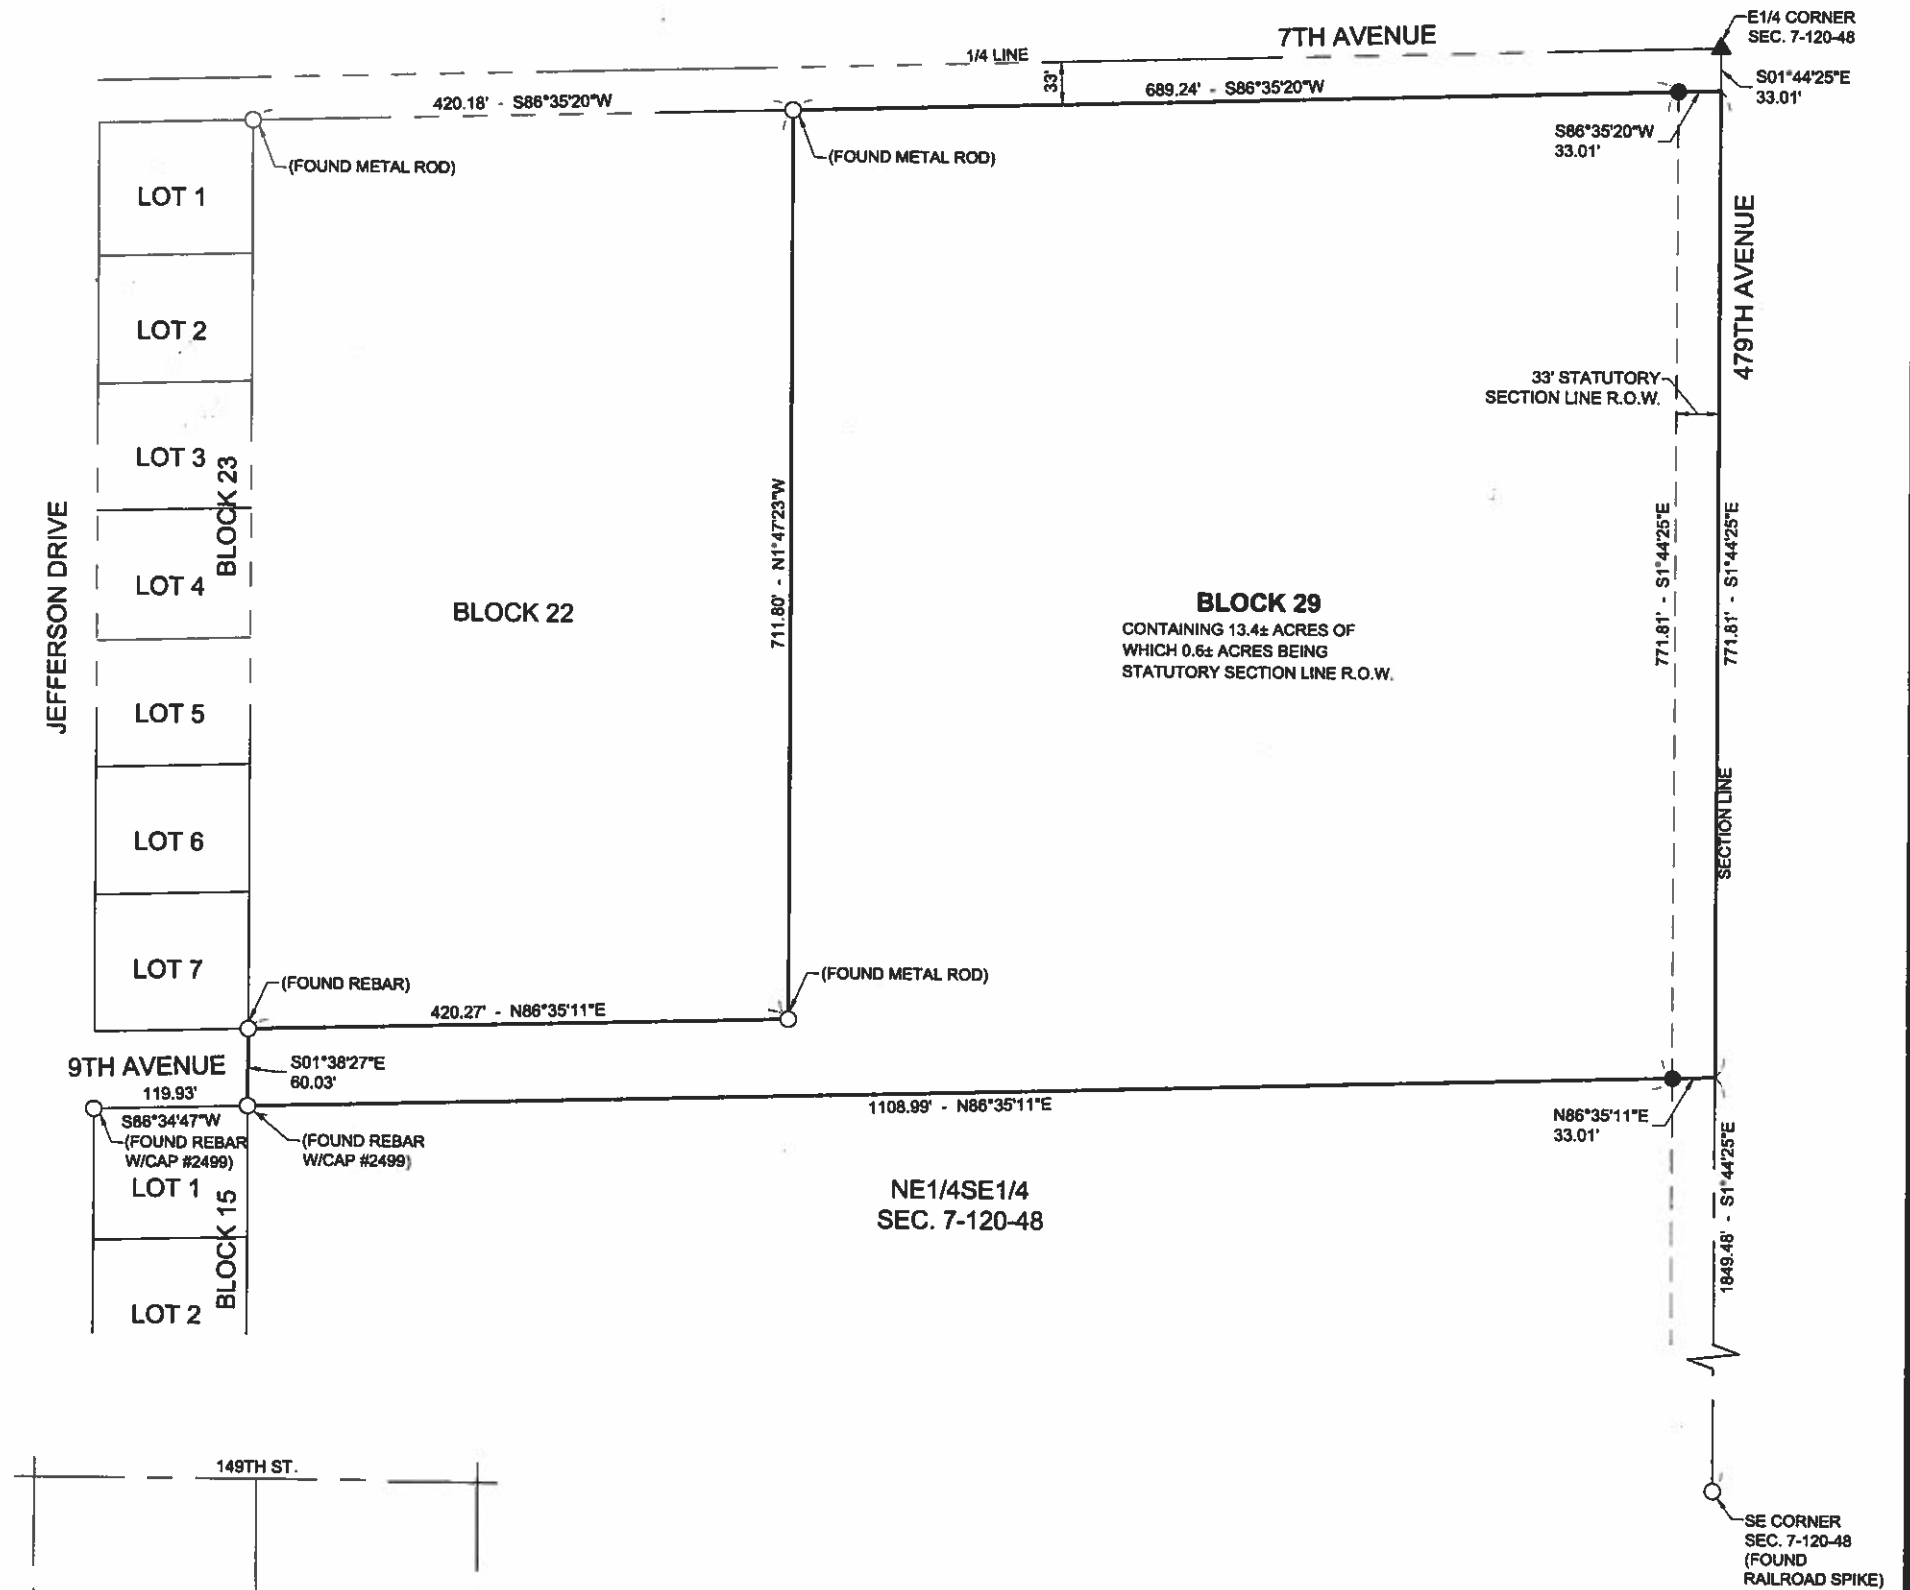 7TH AVENUE
E1/4 CORNER
SEC. 7-120-48
1/4 LINE
33'
S01°44'25"E
33.01'
420.18' - S86°35'20"W
689.24' - S86°35'20"W
S86°35'20"W
33.01'
(FOUND METAL ROD)
(FOUND METAL ROD)
LOT 1
LOT 2
LOT 3
LOT 4
LOT 5
LOT 6
LOT 7
BLOCK 23
JEFFERSON DRIVE
BLOCK 22
711.80' - N1°47'23"W
BLOCK 29
CONTAINING 13.4± ACRES OF
WHICH 0.6± ACRES BEING
STATUTORY SECTION LINE R.O.W.
479TH AVENUE
33' STATUTORY
SECTION LINE R.O.W.
771.81' - S1°44'25"E
771.81' - S1°44'25"E
SECTION LINE
(FOUND REBAR)
(FOUND METAL ROD)
420.27' - N86°35'11"E
9TH AVENUE
S01°38'27"E
60.03'
119.93'
S86°34'47"W
(FOUND REBAR
W/CAP #2499)
(FOUND REBAR
W/CAP #2499)
1108.99' - N86°35'11"E
N86°35'11"E
33.01'
LOT 1
LOT 2
BLOCK 15
NE1/4SE1/4
SEC. 7-120-48
1849.48' - S1°44'25"E
149TH ST.
SE CORNER
SEC. 7-120-48
(FOUND
RAILROAD SPIKE)